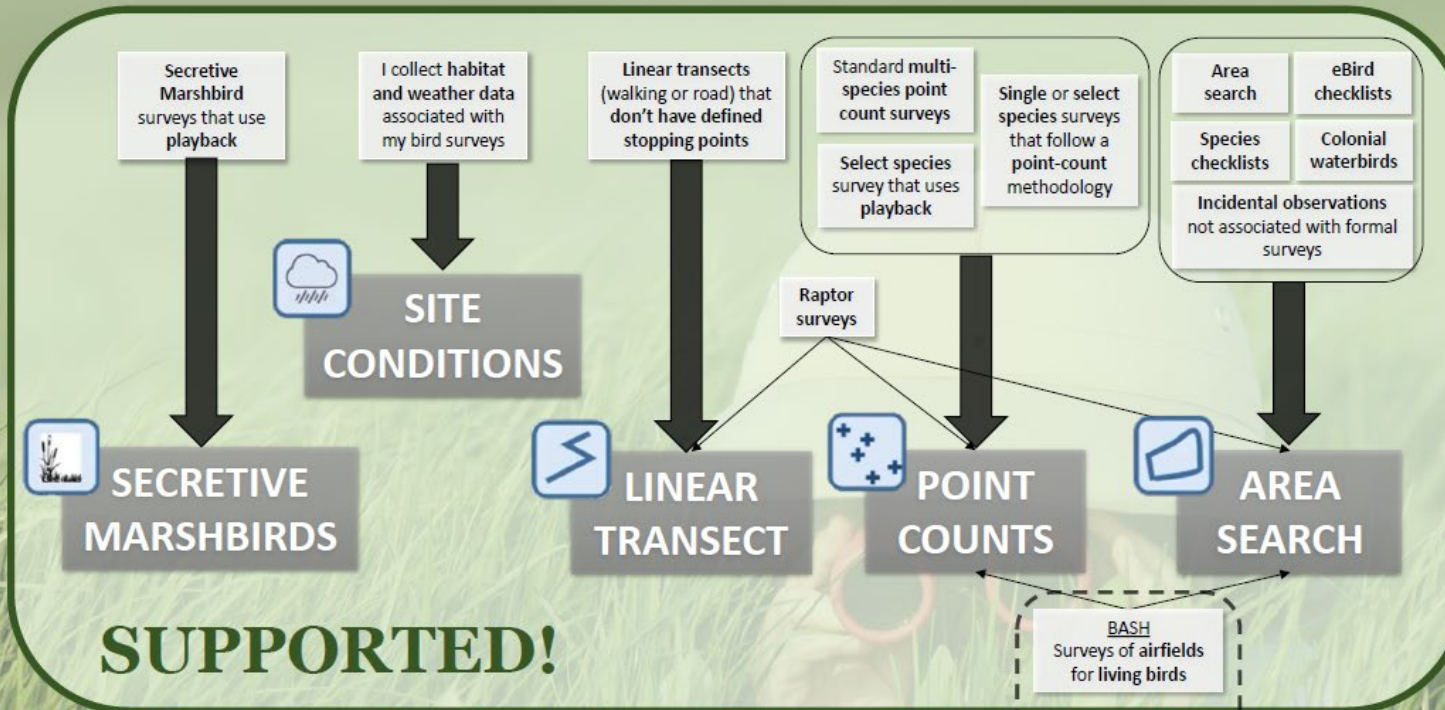 Secretive
Marshbird
surveys that use
playback
I collect habitat
and weather data
associated with
my bird surveys
Linear transects
(walking or road) that
don't have defined
stopping points
Standard multi-
species point
count surveys
Select species
survey that uses
playback
Single or select
species surveys
that follow a
point-count
methodology
Area
search
eBird
checklists
Species
checklists
Colonial
waterbirds
Incidental observations
not associated with formal
surveys
Raptor
surveys
SITE
CONDITIONS
SECRETIVE
MARSHBIRDS
LINEAR
TRANSECT
POINT
COUNTS
AREA
SEARCH
BASH
Surveys of airfields
for living birds
SUPPORTED!